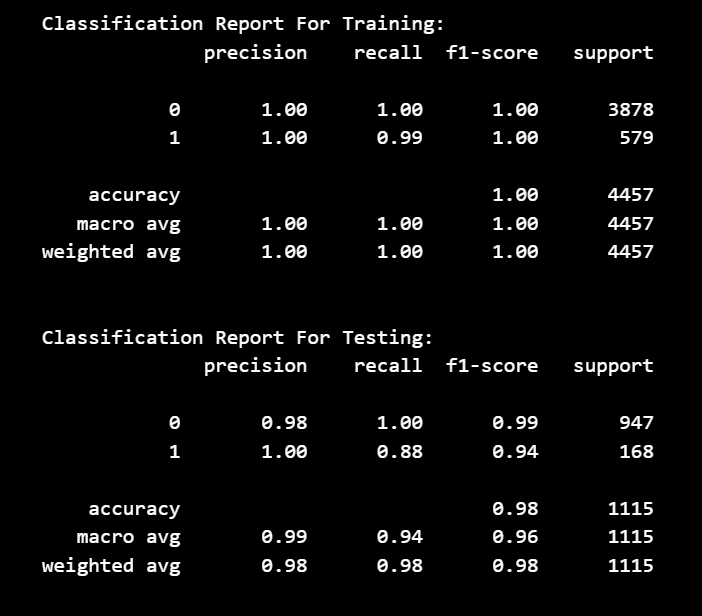 Classification Report For Training:
precision recall f1-score support
0 1.00 1.00 1.00 3878
1 1.00 0.99 1.00 579
accuracy 1.00 4457
macro avg 1.00 1.00 1.00 4457
weighted avg 1.00 1.00 1.00 4457
Classification Report For Testing:
precision recall f1-score support
0 0.98 1.00 0.99 947
1 1.00 0.88 0.94 168
accuracy 0.98 1115
macro avg 0.99 0.94 0.96 1115
weighted avg 0.98 0.98 0.98 1115